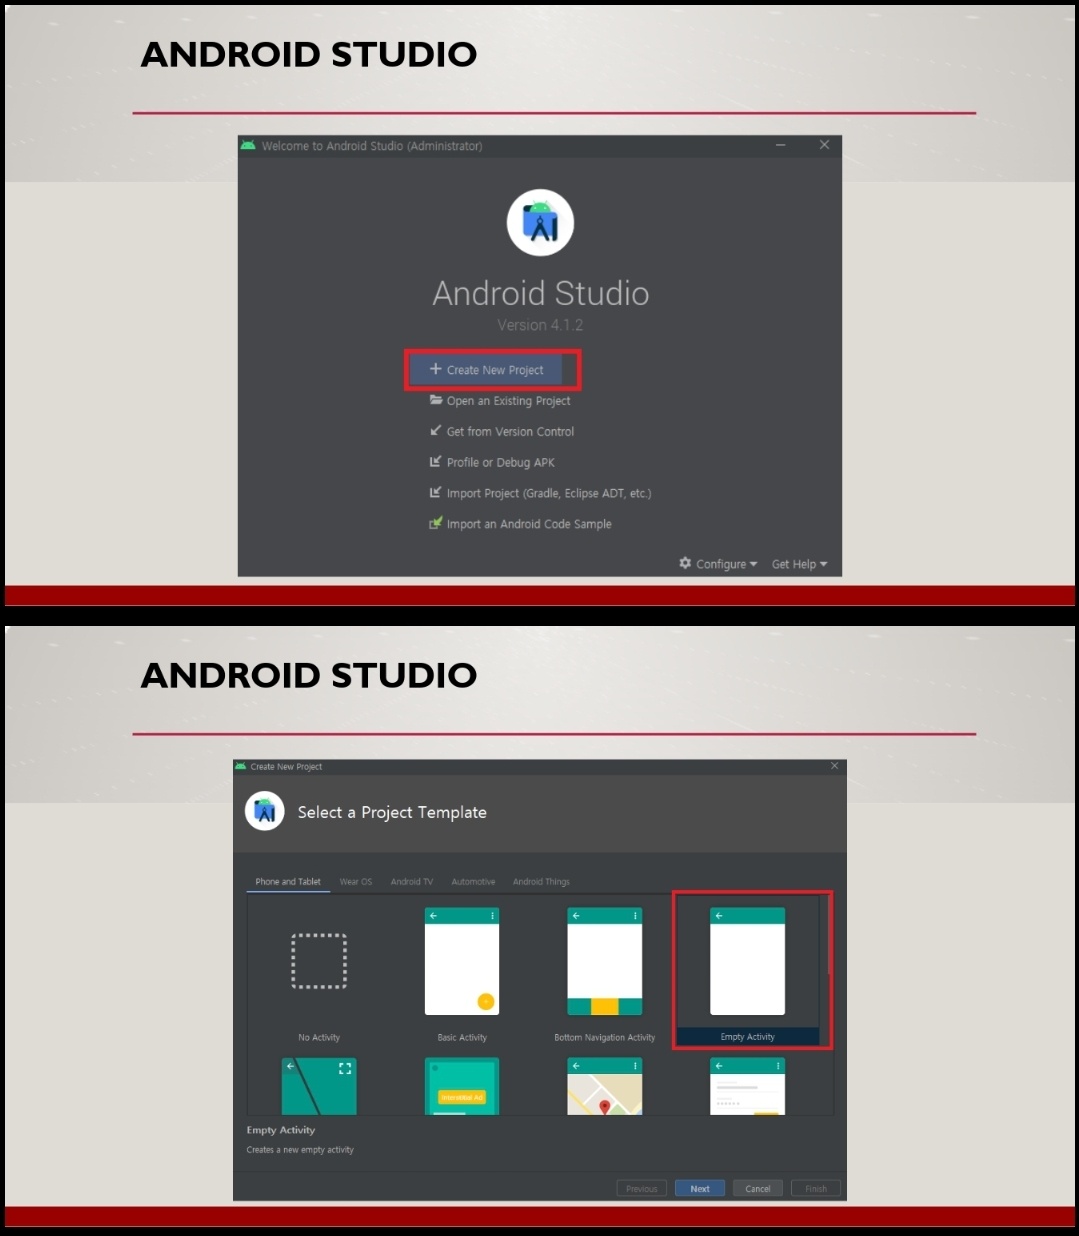 ANDROID STUDIO
Welcome to Android Studio (Administrator)
Android Studio
Version 4.1.2
Create New Project
Open an Existing Project
Get from Version Control
Profile or Debug APK
Import Project (Gradle, Eclipse ADT, etc.)
Import an Android Code Sample
Configure Get Help
ANDROID STUDIO
Create New Project
Select a Project Template
Phone and Tablet Wear OS Android TV Automotive Android Things
No Activity Basic Activity Bottom Navigation Activity Empty Activity
Interstitial Ad
Empty Activity
Creates a new empty activity
Previous Next Cancel Finish